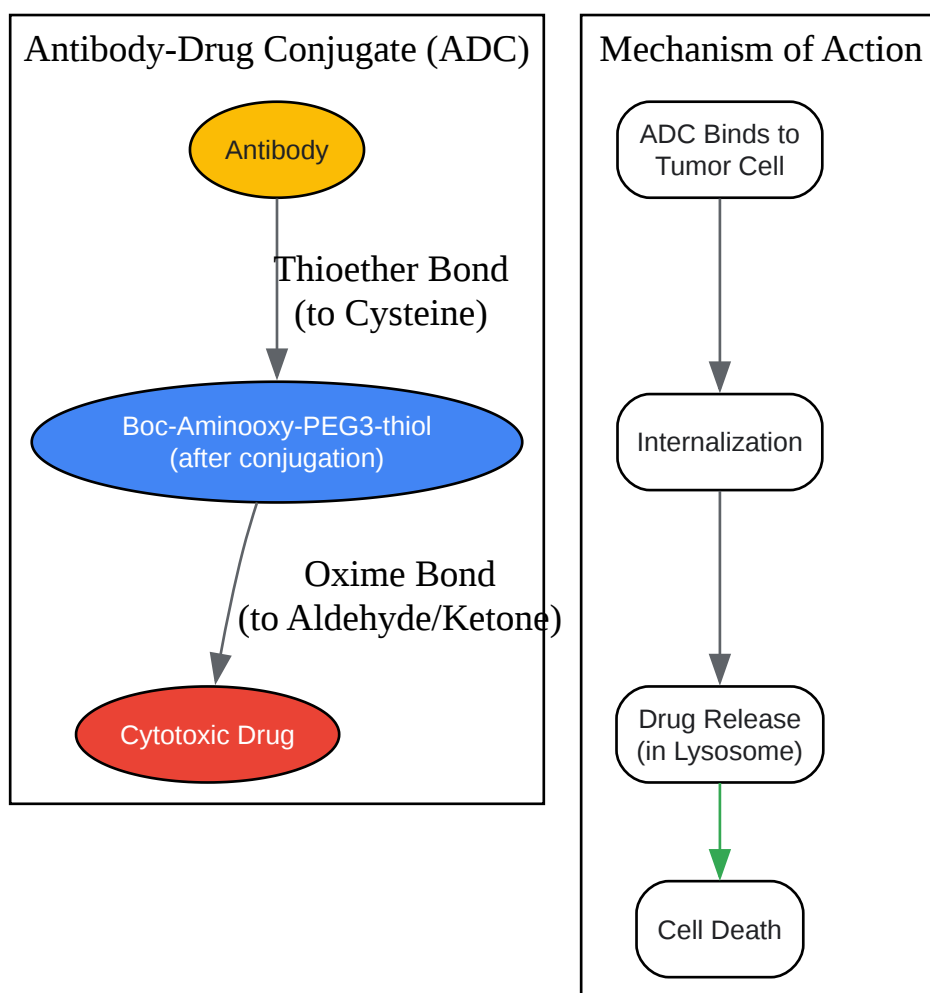 Antibody-Drug Conjugate (ADC)
Antibody
Thioether Bond
(to Cysteine)
Boc-Aminooxy-PEG3-thiol
(after conjugation)
Oxime Bond
(to Aldehyde/Ketone)
Cytotoxic Drug
Mechanism of Action
ADC Binds to
Tumor Cell
Internalization
Drug Release
(in Lysosome)
Cell Death